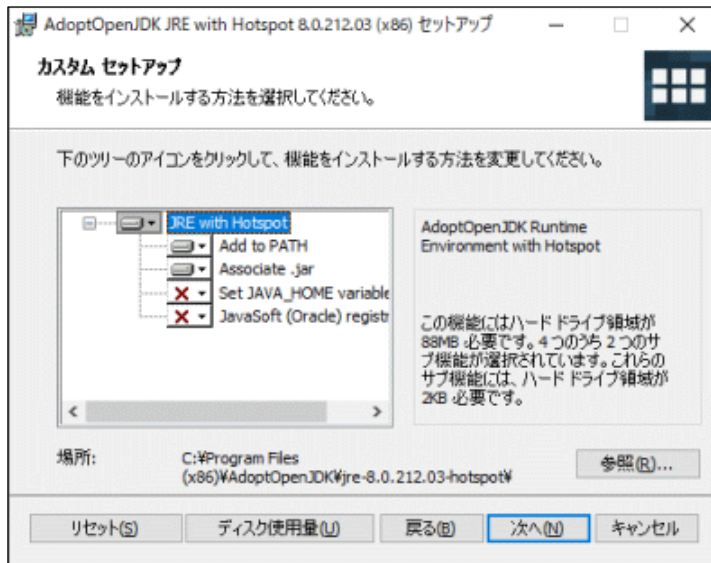 AdoptOpenJDK JRE with Hotspot 8.0.212.03 (x86) セットアップ
カスタム セットアップ
機能をインストールする方法を選択してください。
下のツリーのアイコンをクリックして、機能をインストールする方法を変更してください。
JRE with Hotspot
Add to PATH
Associate .jar
Set JAVA_HOME variable
JavaSoft (Oracle) registr
AdoptOpenJDK Runtime
Environment with Hotspot
この機能にはハード ドライブ領域が
88MB 必要です。4 つのうち 2 つのサ
ブ機能が選択されています。これらの
サブ機能には、ハード ドライブ領域が
2KB 必要です。
場所:
C:¥Program Files
(x86)¥AdoptOpenJDK¥jre-8.0.212.03-hotspot¥
参照(R)...
リセット(S) ディスク使用量(U) 戻る(B) 次へ(N) キャンセル